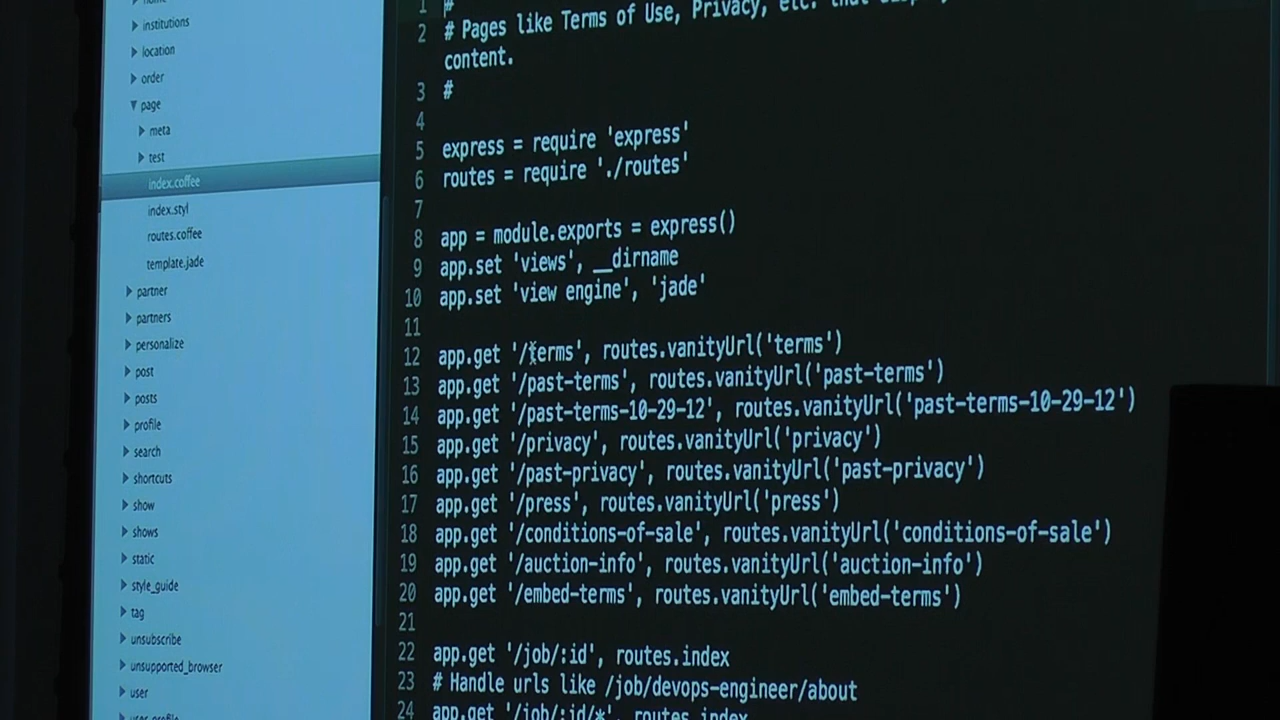 home
institutions
location
order
page
meta
test
index.coffee
index.styl
routes.coffee
template.jade
partner
partners
personalize
post
posts
profile
search
shortcuts
show
shows
static
style_guide
tag
unsubscribe
unsupported_browser
user
user_profile
1 #
2 # Pages like Terms of Use, Privacy, etc. that
content.
3 #
4
5 express = require 'express'
6 routes = require './routes'
7
8 app = module.exports = express()
9 app.set 'views', __dirname
10 app.set 'view engine', 'jade'
11
12 app.get '/terms', routes.vanityUrl('terms')
13 app.get '/past-terms', routes.vanityUrl('past-terms')
14 app.get '/past-terms-10-29-12', routes.vanityUrl('past-terms-10-29-12')
15 app.get '/privacy', routes.vanityUrl('privacy')
16 app.get '/past-privacy', routes.vanityUrl('past-privacy')
17 app.get '/press', routes.vanityUrl('press')
18 app.get '/conditions-of-sale', routes.vanityUrl('conditions-of-sale')
19 app.get '/auction-info', routes.vanityUrl('auction-info')
20 app.get '/embed-terms', routes.vanityUrl('embed-terms')
21
22 app.get '/job/:id', routes.index
23 # Handle urls like /job/devops-engineer/about
24 app.get '/job/:id/*', routes.index